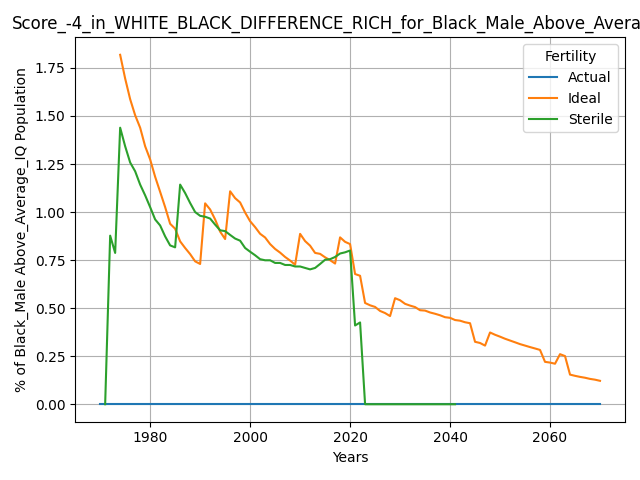 Score_-4_in_WHITE_BLACK_DIFFERENCE_RICH_for_Black_Male_Above_Avera
Fertility
Actual
Ideal
Sterile
% of Black_Male Above_Average_IQ Population
1.75
1.50
1.25
1.00
0.75
0.50
0.25
0.00
1980 2000 2020 2040 2060
Years